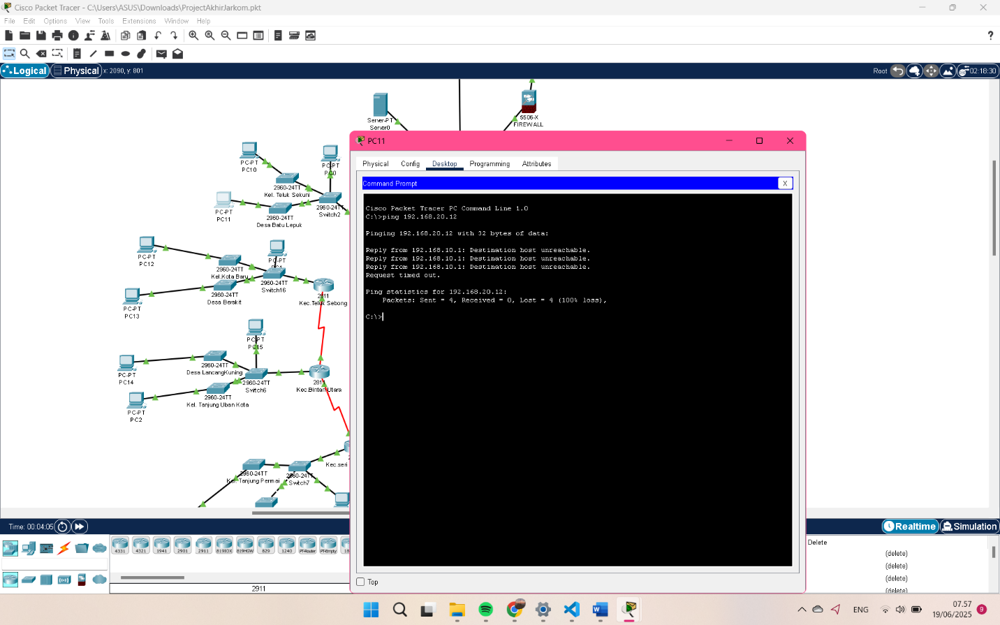 Cisco Packet Tracer - C:\Users\ASUS\Downloads\ProjectAkhirJarkom.pkt
File Edit Options View Tools Extensions Window Help
?
Logical Physical x: 2090, y: 801 Root 02:18:30
Server-PT
Server0
5506-X
FIREWALL
PC-PT
PC10
PC-PT
PC0
2960-24TT
Kel. Teluk Sekuni
PC-PT
PC11
2960-24TT
Desa Batu Lepuk
2960-24TT
Switch2
PC-PT
PC12
PC-PT
2960-24TT
Kel.Kota Baru
2960-24TT
Switch16
2811
Kec.Teluk Sebong
2960-24TT
Desa Berakit
PC-PT
PC13
PC-PT
PC15
PC-PT
PC14
2960-24TT
Desa LancangKuning
2960-24TT
Switch6
2811
Kec.Bintan Utara
2960-24TT
Kel. Tanjung Uban Kota
PC-PT
PC2
Kec.seri
2960-24TT
Kel.Tanjung Permai
2960-24TT
Switch7
PC11
Physical Config Desktop Programming Attributes
Command Prompt X
Cisco Packet Tracer PC Command Line 1.0
C:\>ping 192.168.20.12
Pinging 192.168.20.12 with 32 bytes of data:
Reply from 192.168.10.1: Destination host unreachable.
Reply from 192.168.10.1: Destination host unreachable.
Reply from 192.168.10.1: Destination host unreachable.
Request timed out.
Ping statistics for 192.168.20.12:
Packets: Sent = 4, Received = 0, Lost = 4 (100% loss),
C:\>
Top
Time: 00:04:05 Realtime Simulation
4331 4321 1941 2901 2911 819IOX 819HGW 829 1240 PT-Router PT-Empty
2911
Delete
(delete)
(delete)
(delete)
(delete)
ENG
07.57
19/06/2025
9